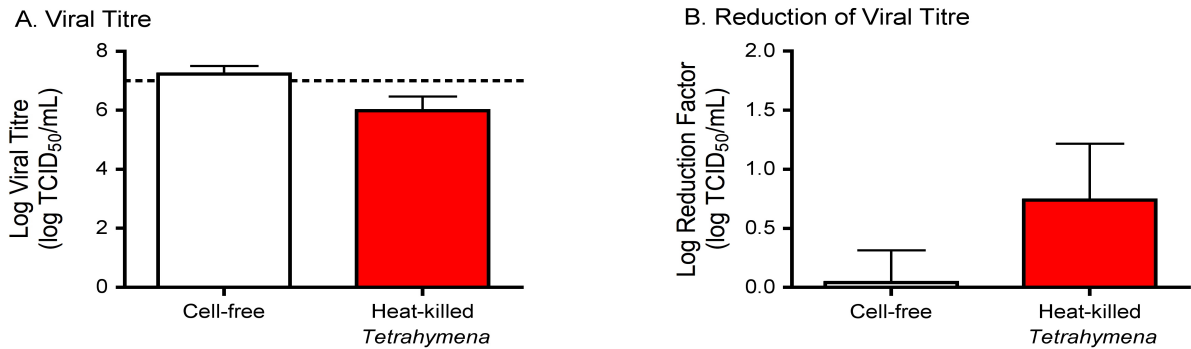 A. Viral Titre
Log Viral Titre
(log TCID50/mL)
8
6
4
2
0
Cell-free
Heat-killed
Tetrahymena
B. Reduction of Viral Titre
Log Reduction Factor
(log TCID50/mL)
2.0
1.5
1.0
0.5
0.0
Cell-free
Heat-killed
Tetrahymena